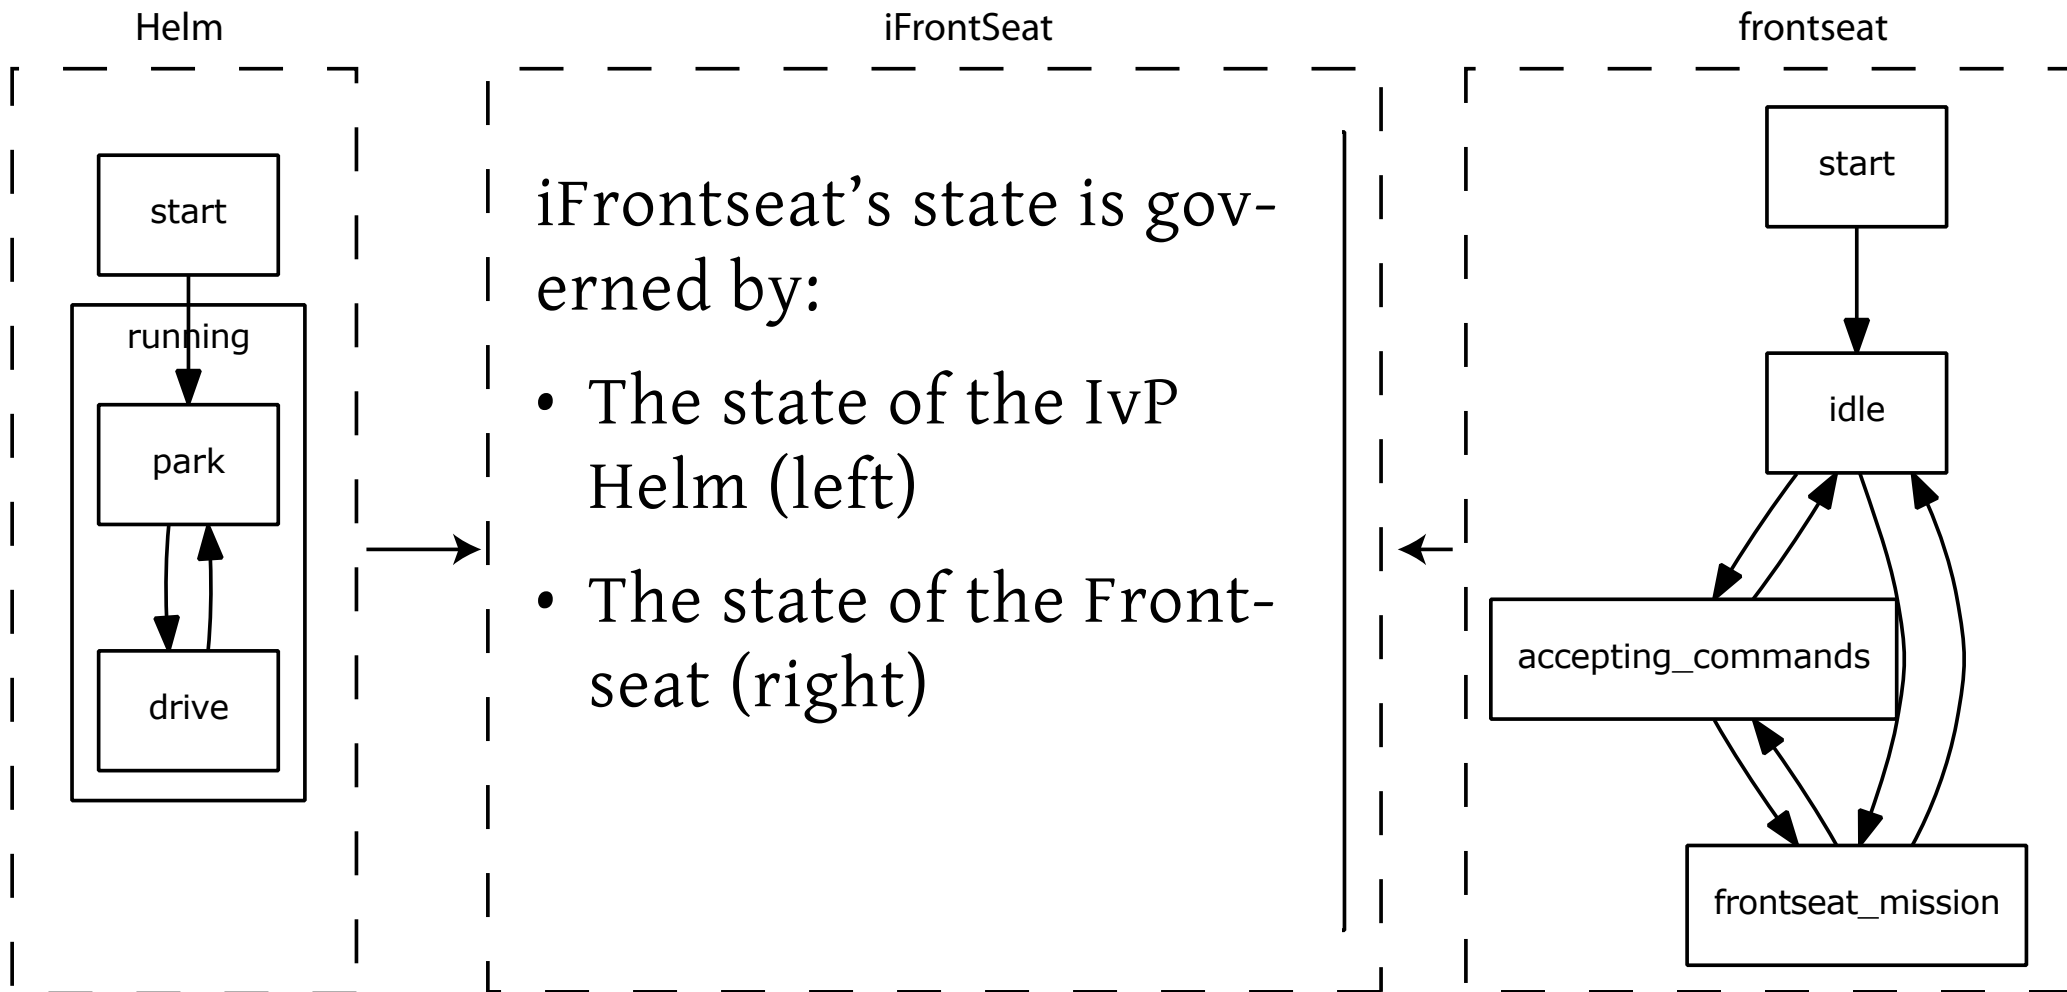 Helm
iFrontSeat
frontseat
start
running
park
drive
iFrontseat’s state is gov-
erned by:
• The state of the IvP
Helm (left)
• The state of the Front-
seat (right)
start
idle
accepting_commands
frontseat_mission